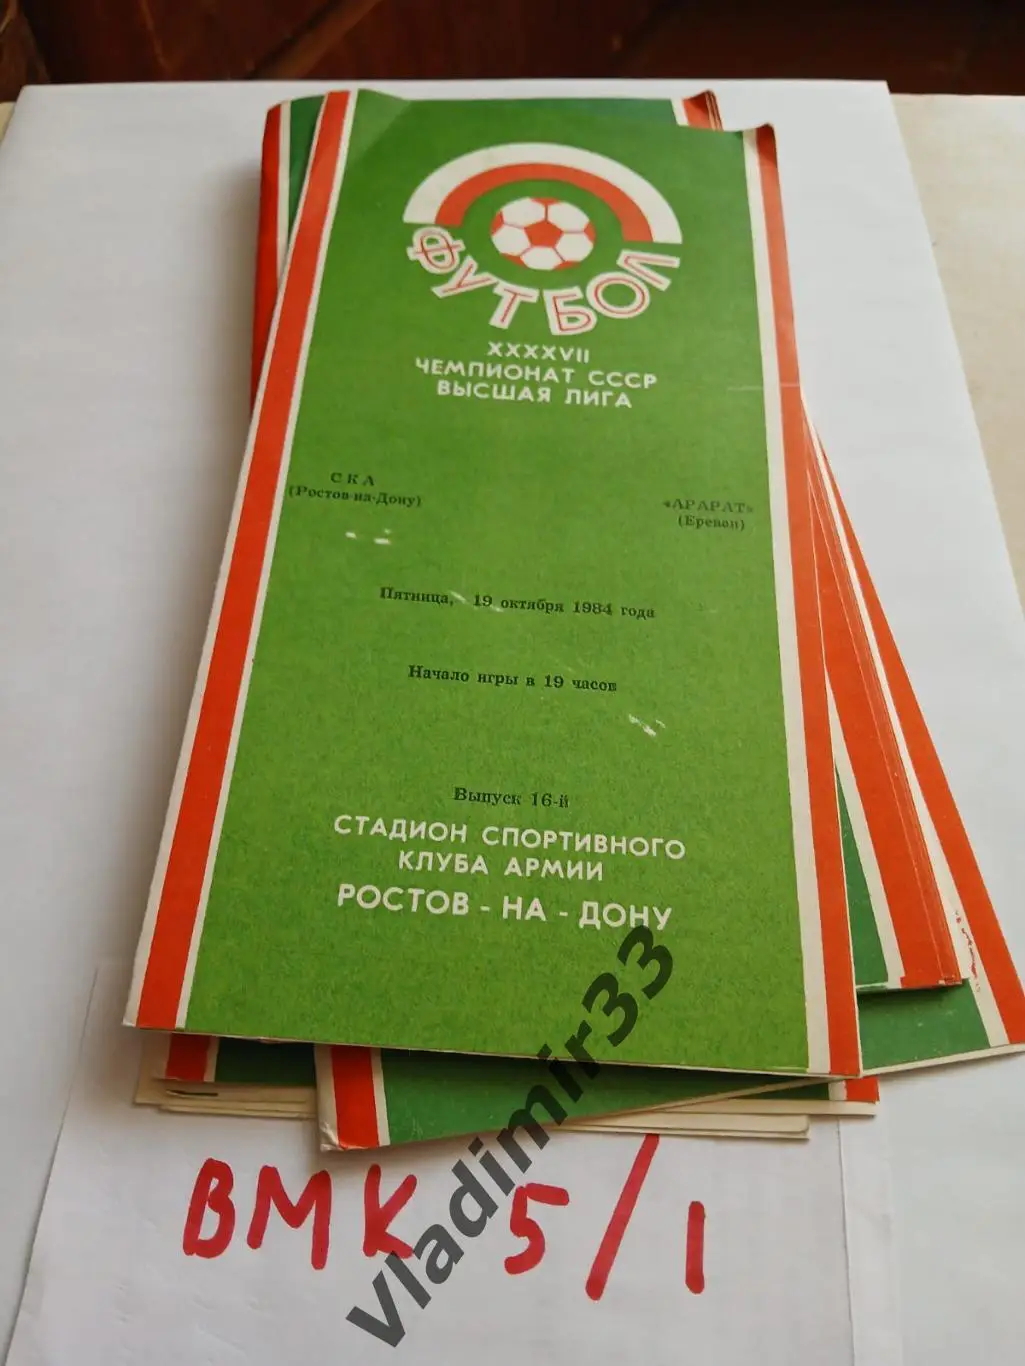 ФУТБОЛ
XXXXVII
ЧЕМПИОНАТ СССР
ВЫСШАЯ ЛИГА
СКА
(Ростов-на-Дону)
«АРАРАТ»
(Ереван)
Пятница, 19 октября 1984 года
Начало игры в 19 часов
Выпуск 16-й
СТАДИОН СПОРТИВНОГО
КЛУБА АРМИИ
РОСТОВ - НА - ДОНУ
ВМК 5/1
vladimir33